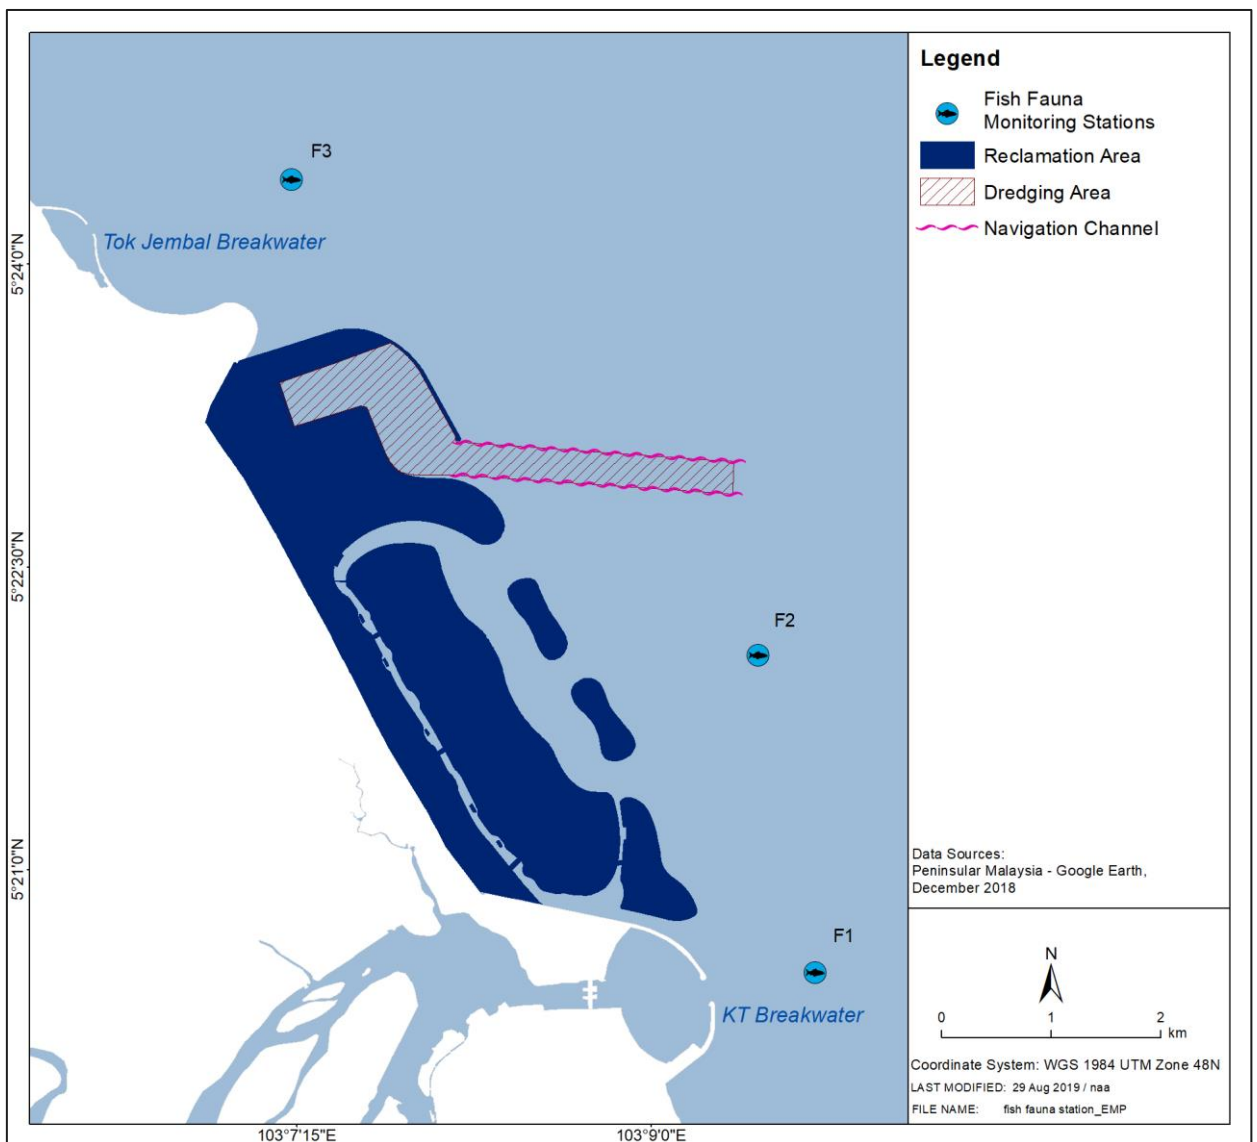 Legend
Fish Fauna
Monitoring Stations
Reclamation Area
Dredging Area
Navigation Channel
F3
Tok Jembal Breakwater
5°24'0"N
5°22'30"N
F2
5°21'0"N
F1
KT Breakwater
103°7'15"E
103°9'0"E
Data Sources:
Peninsular Malaysia - Google Earth,
December 2018
N
0 1 2
km
Coordinate System: WGS 1984 UTM Zone 48N
LAST MODIFIED: 29 Aug 2019 / naa
FILE NAME: fish fauna station_EMP